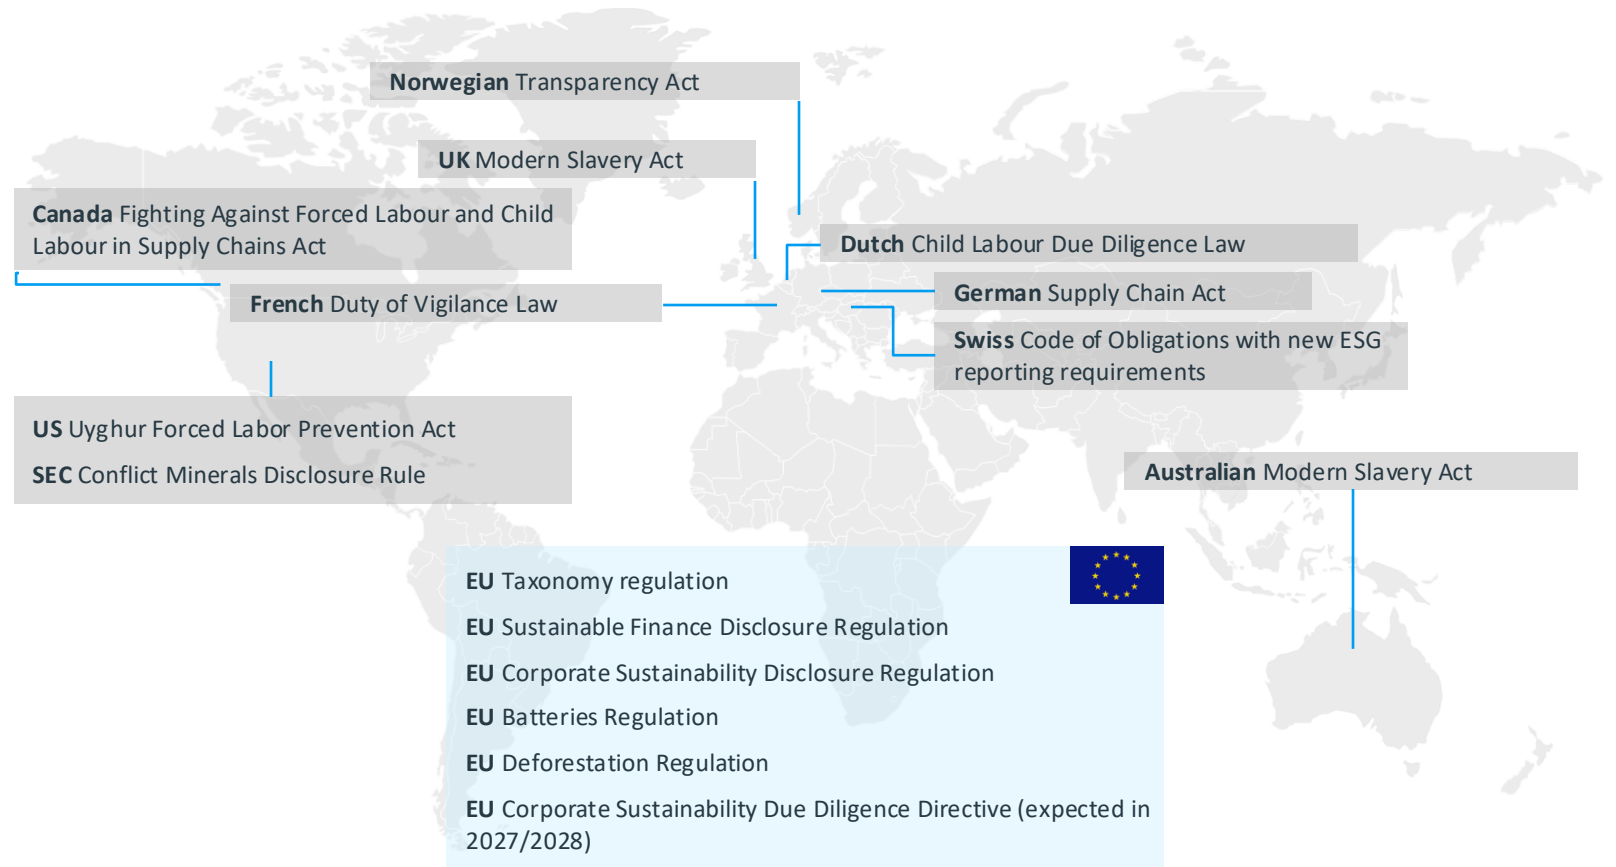 Norwegian Transparency Act
UK Modern Slavery Act
Canada Fighting Against Forced Labour and Child
Labour in Supply Chains Act
Dutch Child Labour Due Diligence Law
French Duty of Vigilance Law
German Supply Chain Act
Swiss Code of Obligations with new ESG
reporting requirements
US Uyghur Forced Labor Prevention Act
SEC Conflict Minerals Disclosure Rule
Australian Modern Slavery Act
EU Taxonomy regulation
EU Sustainable Finance Disclosure Regulation
EU Corporate Sustainability Disclosure Regulation
EU Batteries Regulation
EU Deforestation Regulation
EU Corporate Sustainability Due Diligence Directive (expected in
2027/2028)